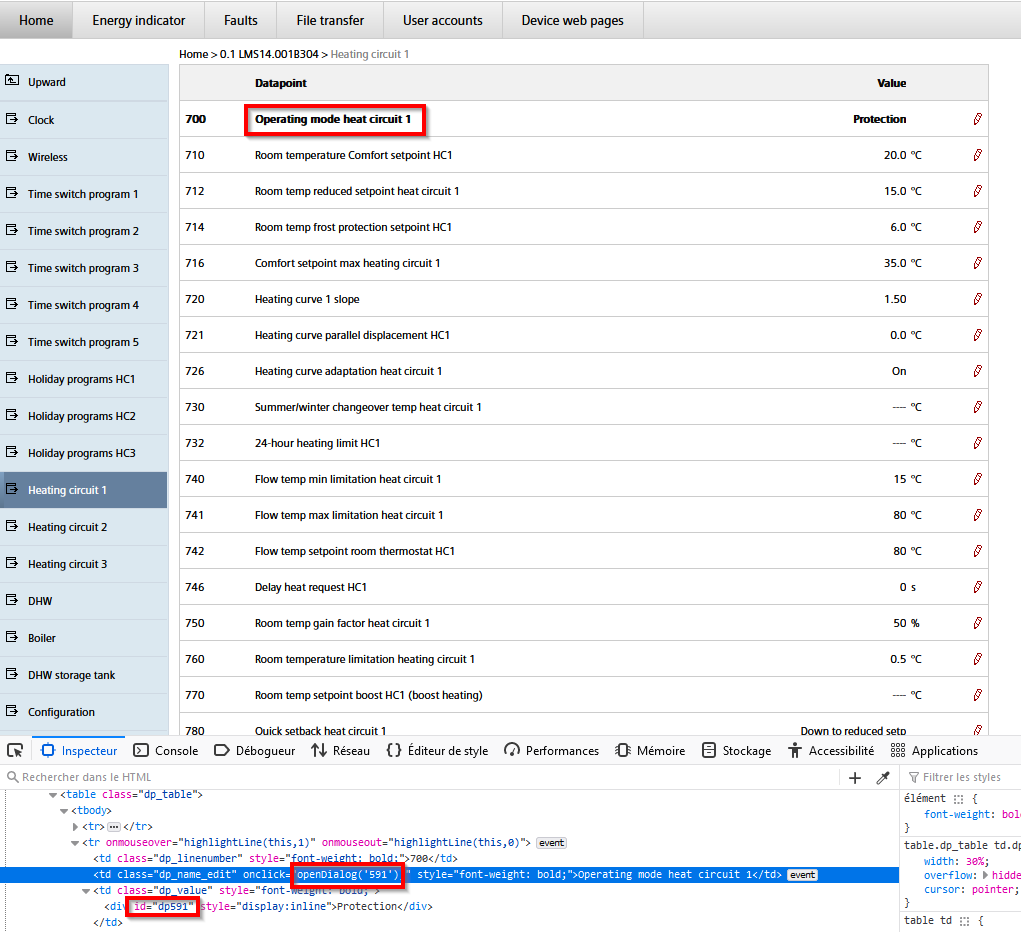 Home Energy indicator Faults File transfer User accounts Device web pages
Home > 0.1 LMS14.001B304 > Heating circuit 1
Upward
Clock
Wireless
Time switch program 1
Time switch program 2
Time switch program 3
Time switch program 4
Time switch program 5
Holiday programs HC1
Holiday programs HC2
Holiday programs HC3
Heating circuit 1
Heating circuit 2
Heating circuit 3
DHW
Boiler
DHW storage tank
Configuration
Datapoint Value
700 Operating mode heat circuit 1 Protection
710 Room temperature Comfort setpoint HC1 20.0 °C
712 Room temp reduced setpoint heat circuit 1 15.0 °C
714 Room temp frost protection setpoint HC1 6.0 °C
716 Comfort setpoint max heating circuit 1 35.0 °C
720 Heating curve 1 slope 1.50
721 Heating curve parallel displacement HC1 0.0 °C
726 Heating curve adaptation heat circuit 1 On
730 Summer/winter changeover temp heat circuit 1 ---- °C
732 24-hour heating limit HC1 ---- °C
740 Flow temp min limitation heat circuit 1 15 °C
741 Flow temp max limitation heat circuit 1 80 °C
742 Flow temp setpoint room thermostat HC1 80 °C
746 Delay heat request HC1 0 s
750 Room temp gain factor heat circuit 1 50 %
760 Room temperature limitation heating circuit 1 0.5 °C
770 Room temp setpoint boost HC1 (boost heating) ---- °C
780 Quick setback heat circuit 1 Down to reduced setp
Inspecteur Console Débogueur Réseau Éditeur de style Performances Mémoire Stockage Accessibilité Applications
Rechercher dans le HTML
<table class="dp_table">
<tbody>
<tr> ••• </tr>
<tr onmouseover="highlightLine(this,1)" onmouseout="highlightLine(this,0)"> event
<td class="dp_linenumber" style="font-weight: bold;">700</td>
<td class="dp_name_edit" onclick="openDialog('591');" style="font-weight: bold;">Operating mode heat circuit 1</td> event
<td class="dp_value" style="font-weight: bold;">
<div id="dp591" style="display:inline">Protection</div>
</td>
Filtrer les styles
élément {
font-weight: bol
}
table.dp_table td.dp
width: 30%;
overflow: hidde
cursor: pointer;
}
table td {